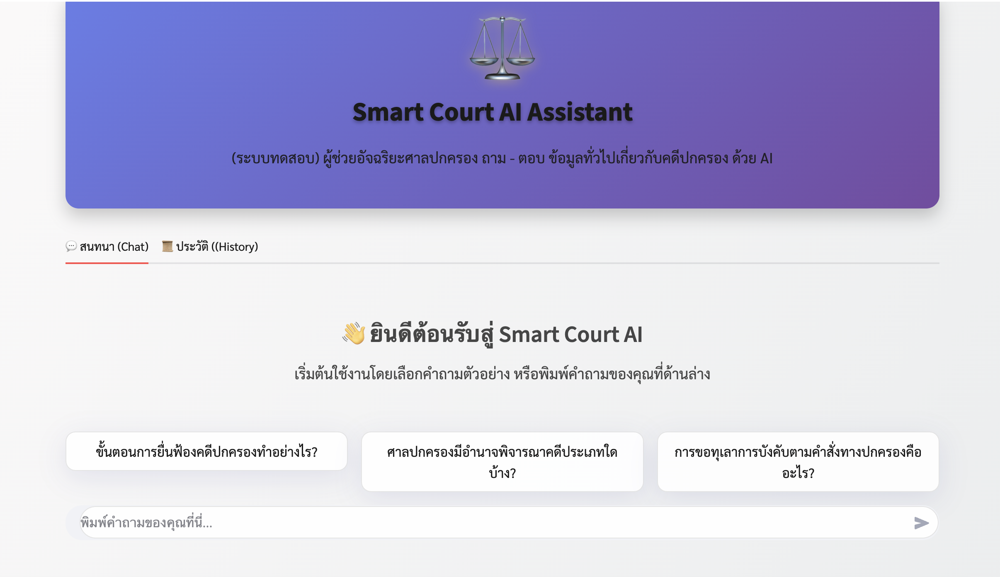 Smart Court AI Assistant
(ระบบทดสอบ) ผู้ช่วยอัจฉริยะศาลปกครอง ถาม - ตอบ ข้อมูลทั่วไปเกี่ยวกับคดีปกครอง ด้วย AI
💬 สนทนา (Chat)
📜 ประวัติ ((History)
👋 ยินดีต้อนรับสู่ Smart Court AI
เริ่มต้นใช้งานโดยเลือกคำถามตัวอย่าง หรือพิมพ์คำถามของคุณที่ด้านล่าง
ขั้นตอนการยื่นฟ้องคดีปกครองทำอย่างไร?
ศาลปกครองมีอำนาจพิจารณาคดีประเภทใด
บ้าง?
การขอทุเลาการบังคับตามคำสั่งทางปกครองคือ
อะไร?
พิมพ์คำถามของคุณที่นี่...